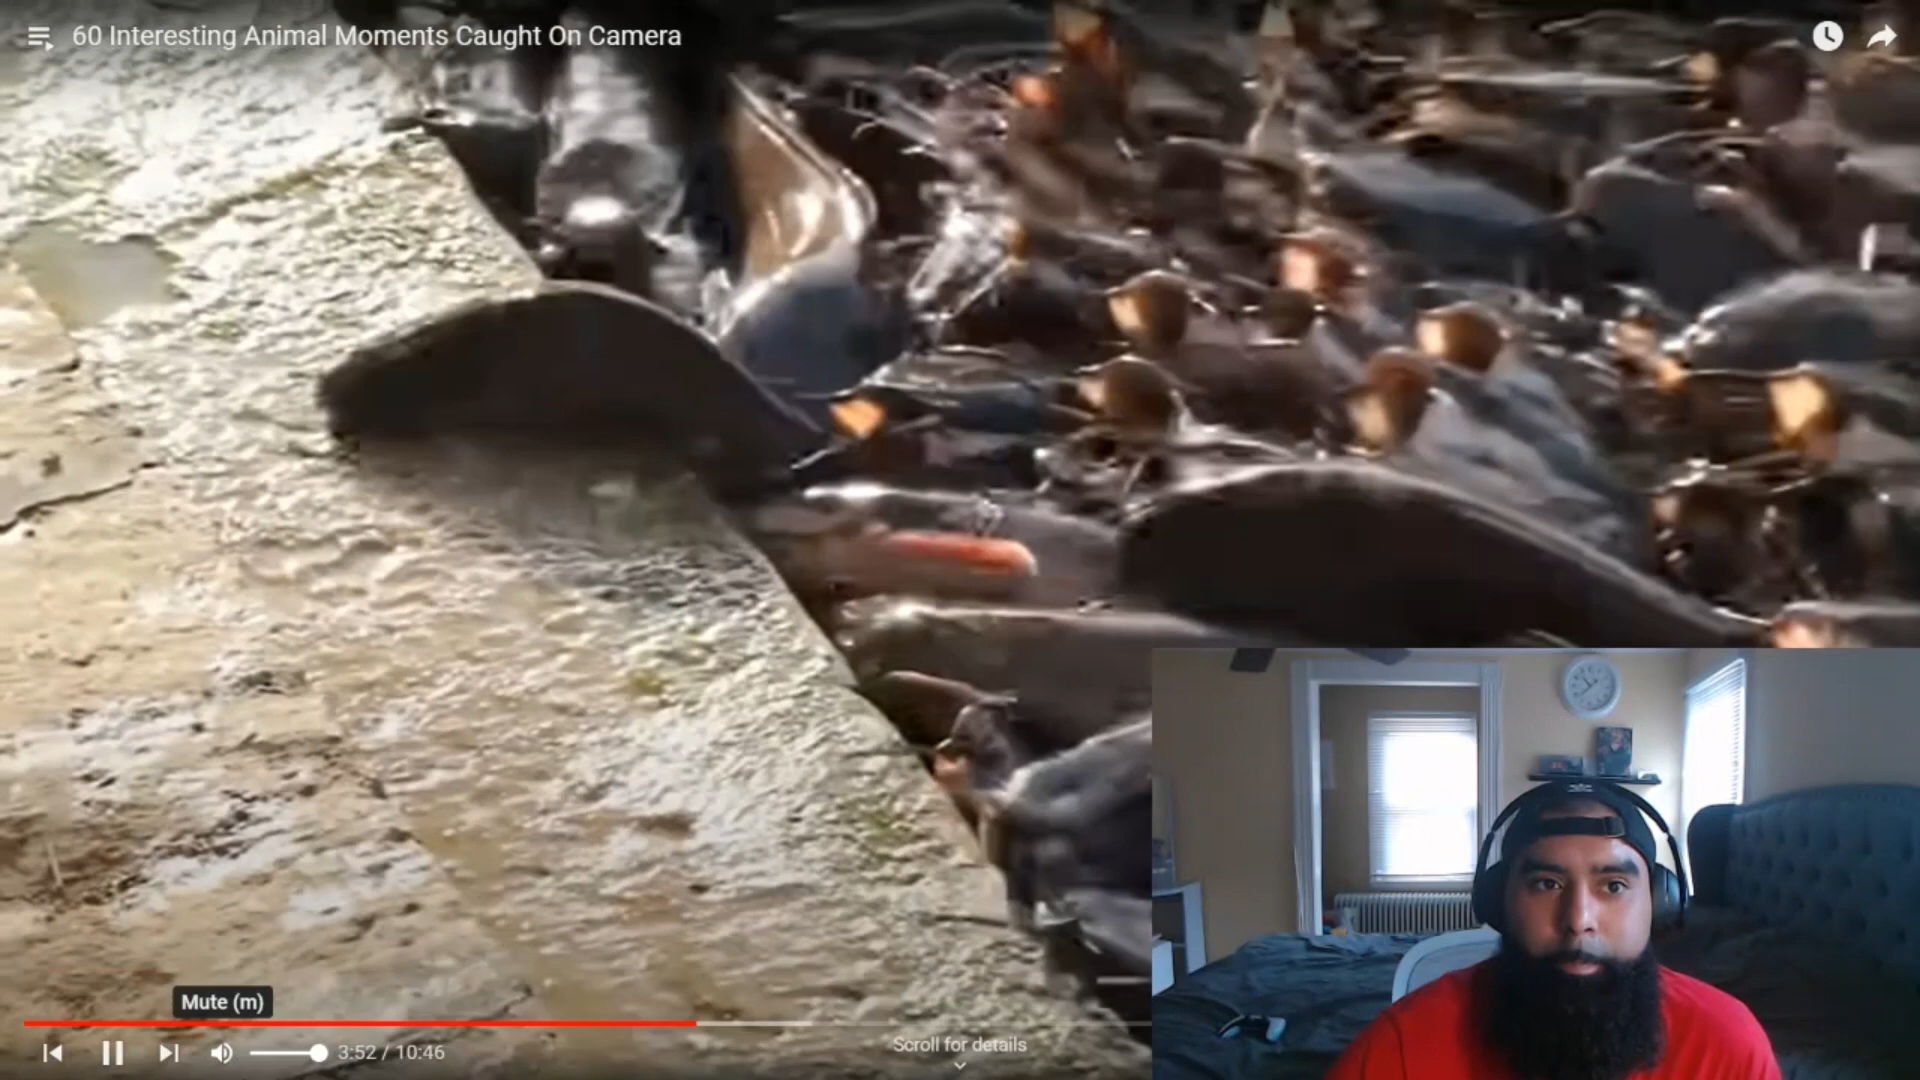 60 Interesting Animal Moments Caught On Camera
Mute (m)
3:52 / 10:46
Scroll for details